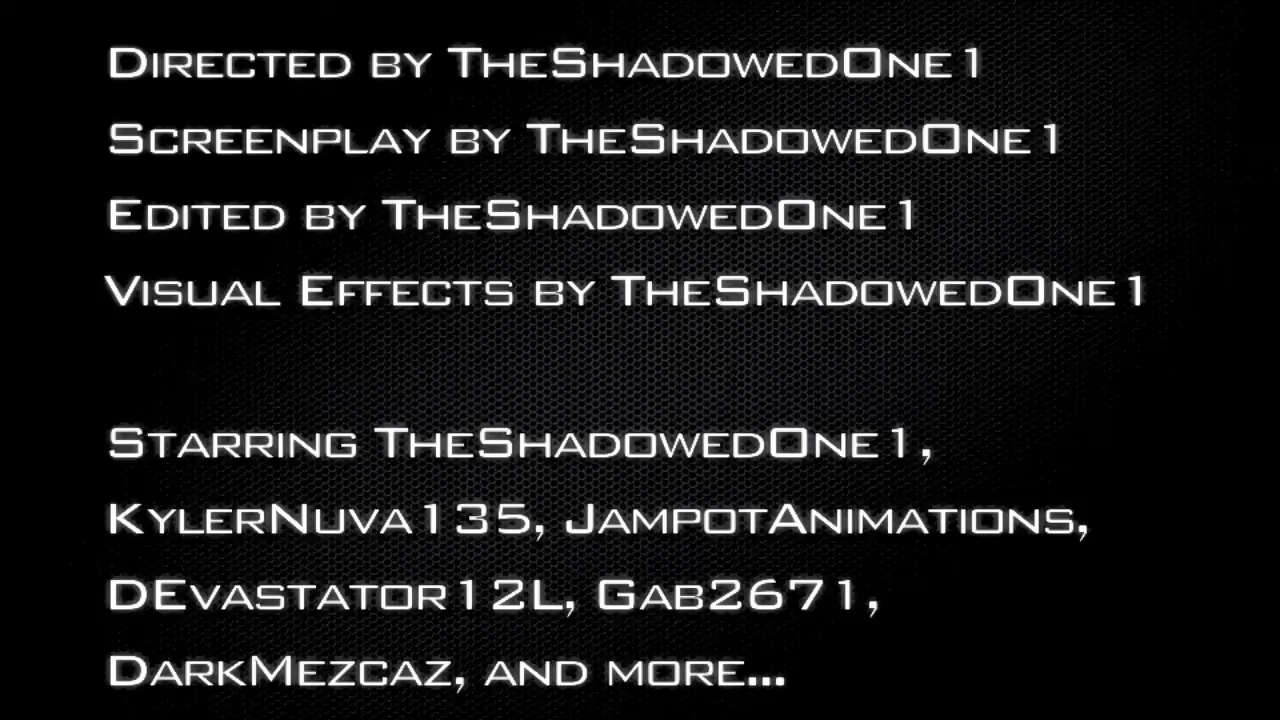 Directed by TheShadowedOne1
Screenplay by TheShadowedOne1
Edited by TheShadowedOne1
Visual Effects by TheShadowedOne1
Starring TheShadowedOne1,
KylerNuva135, JampotAnimations,
DEvastator12L, Gab2671,
DarkMezcaz, and more...